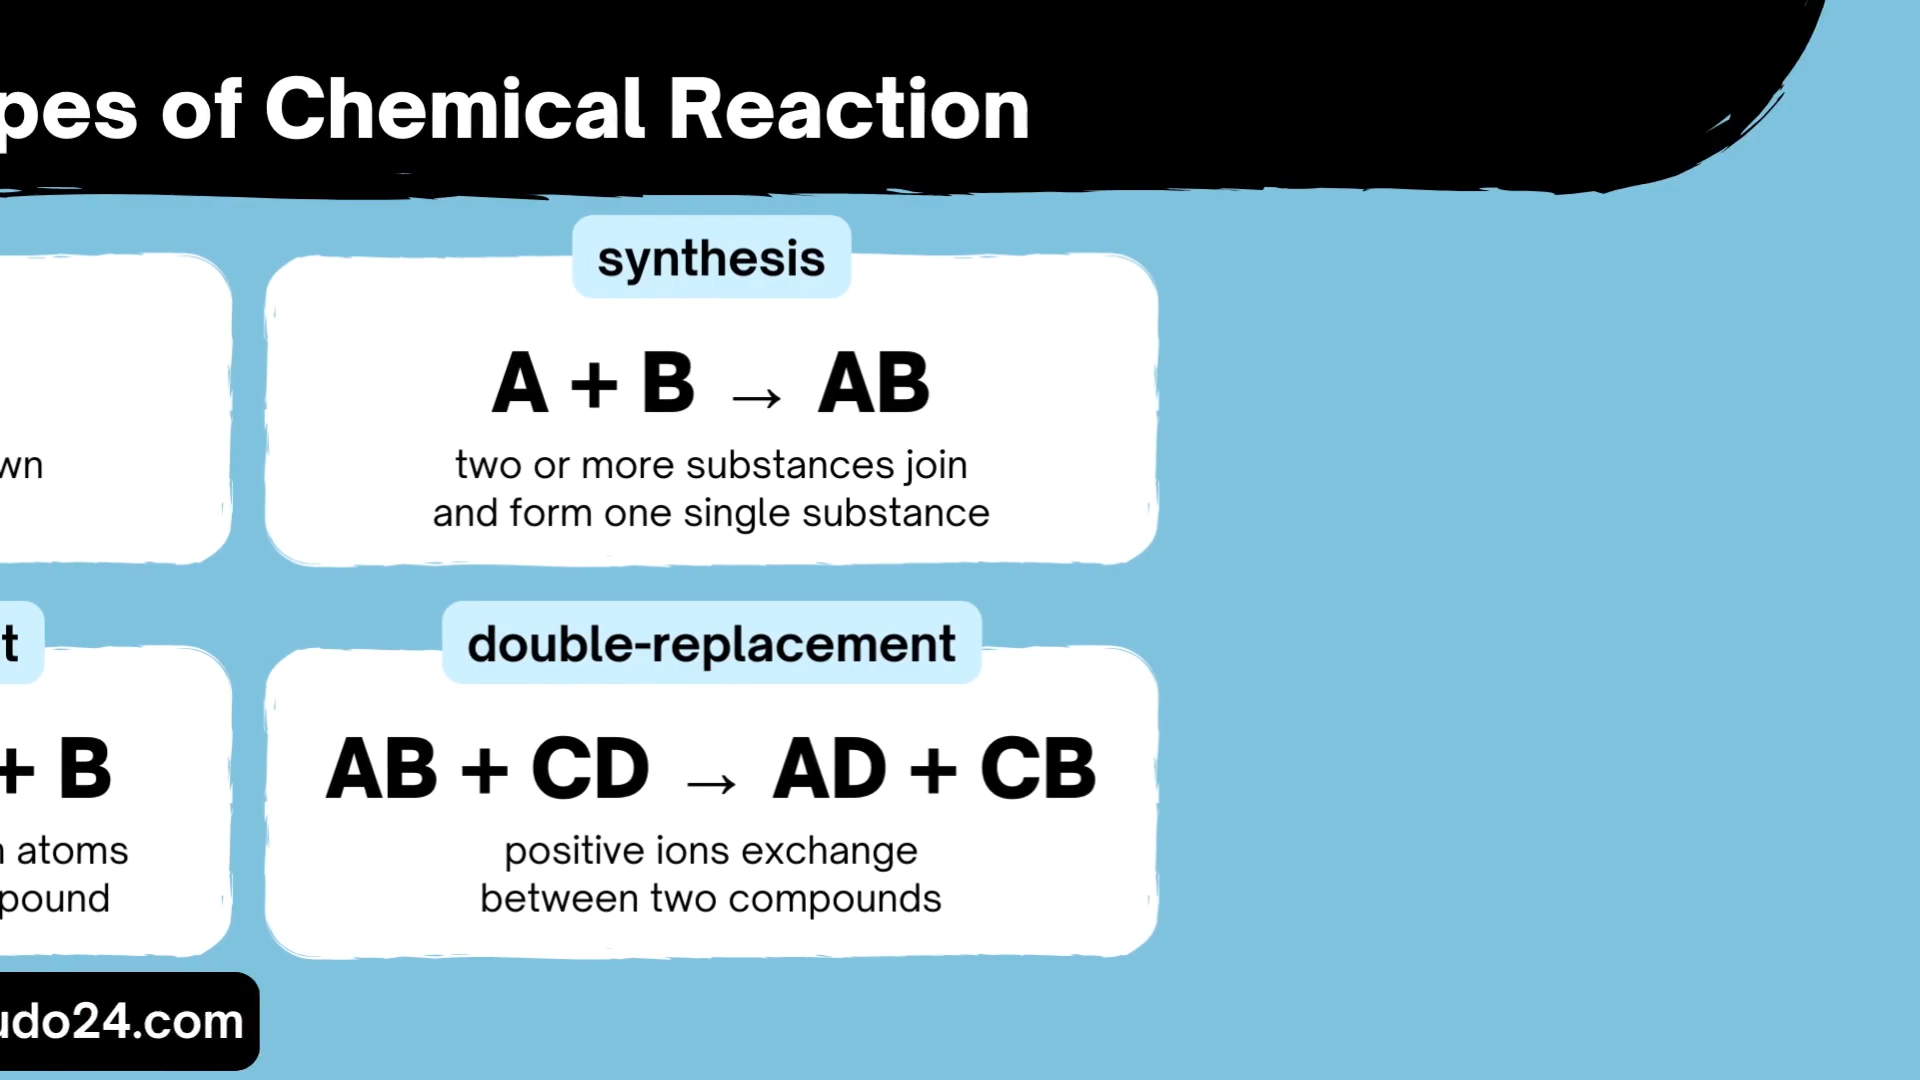 pes of Chemical Reaction
synthesis
A + B → AB
two or more substances join
and form one single substance
wn
t
+ B
atoms
pound
double-replacement
AB + CD → AD + CB
positive ions exchange
between two compounds
udo24.com